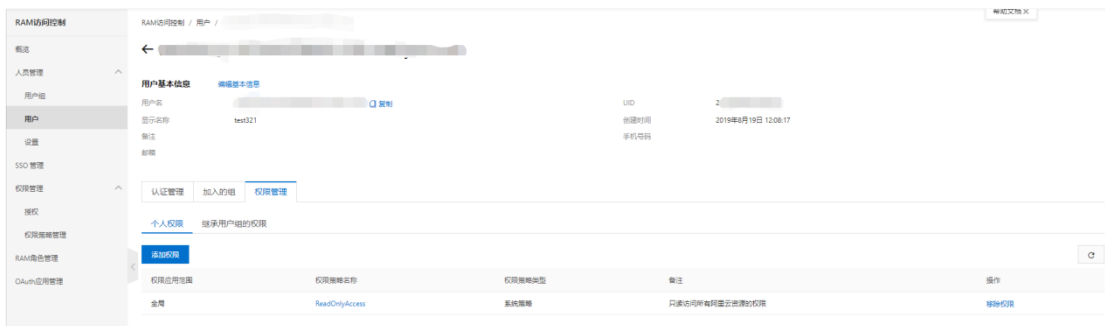 RAM访问控制
RAM访问控制 / 用户 /
帮助文档 X
概览
人员管理
用户组
用户
设置
SSO 管理
权限管理
授权
权限策略管理
RAM角色管理
OAuth应用管理
用户基本信息 编辑基本信息
用户名 复制 UID 2
显示名称 test321 创建时间 2019年8月19日 12:08:17
备注 手机号码
邮箱
认证管理 加入的组 权限管理
个人权限 继承用户组的权限
添加权限
权限应用范围 权限策略名称 权限策略类型 备注 操作
全局 ReadOnlyAccess 系统策略 只读访问所有阿里云资源的权限 移除权限